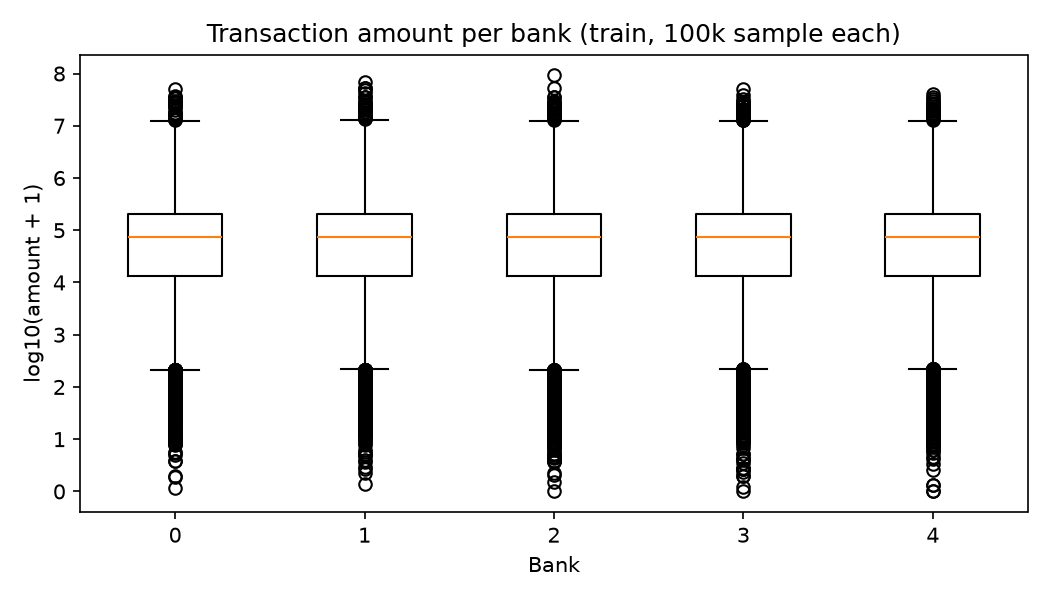 Transaction amount per bank (train, 100k sample each)
log10(amount + 1)
8
7
6
5
4
3
2
1
0
0 1 2 3 4
Bank